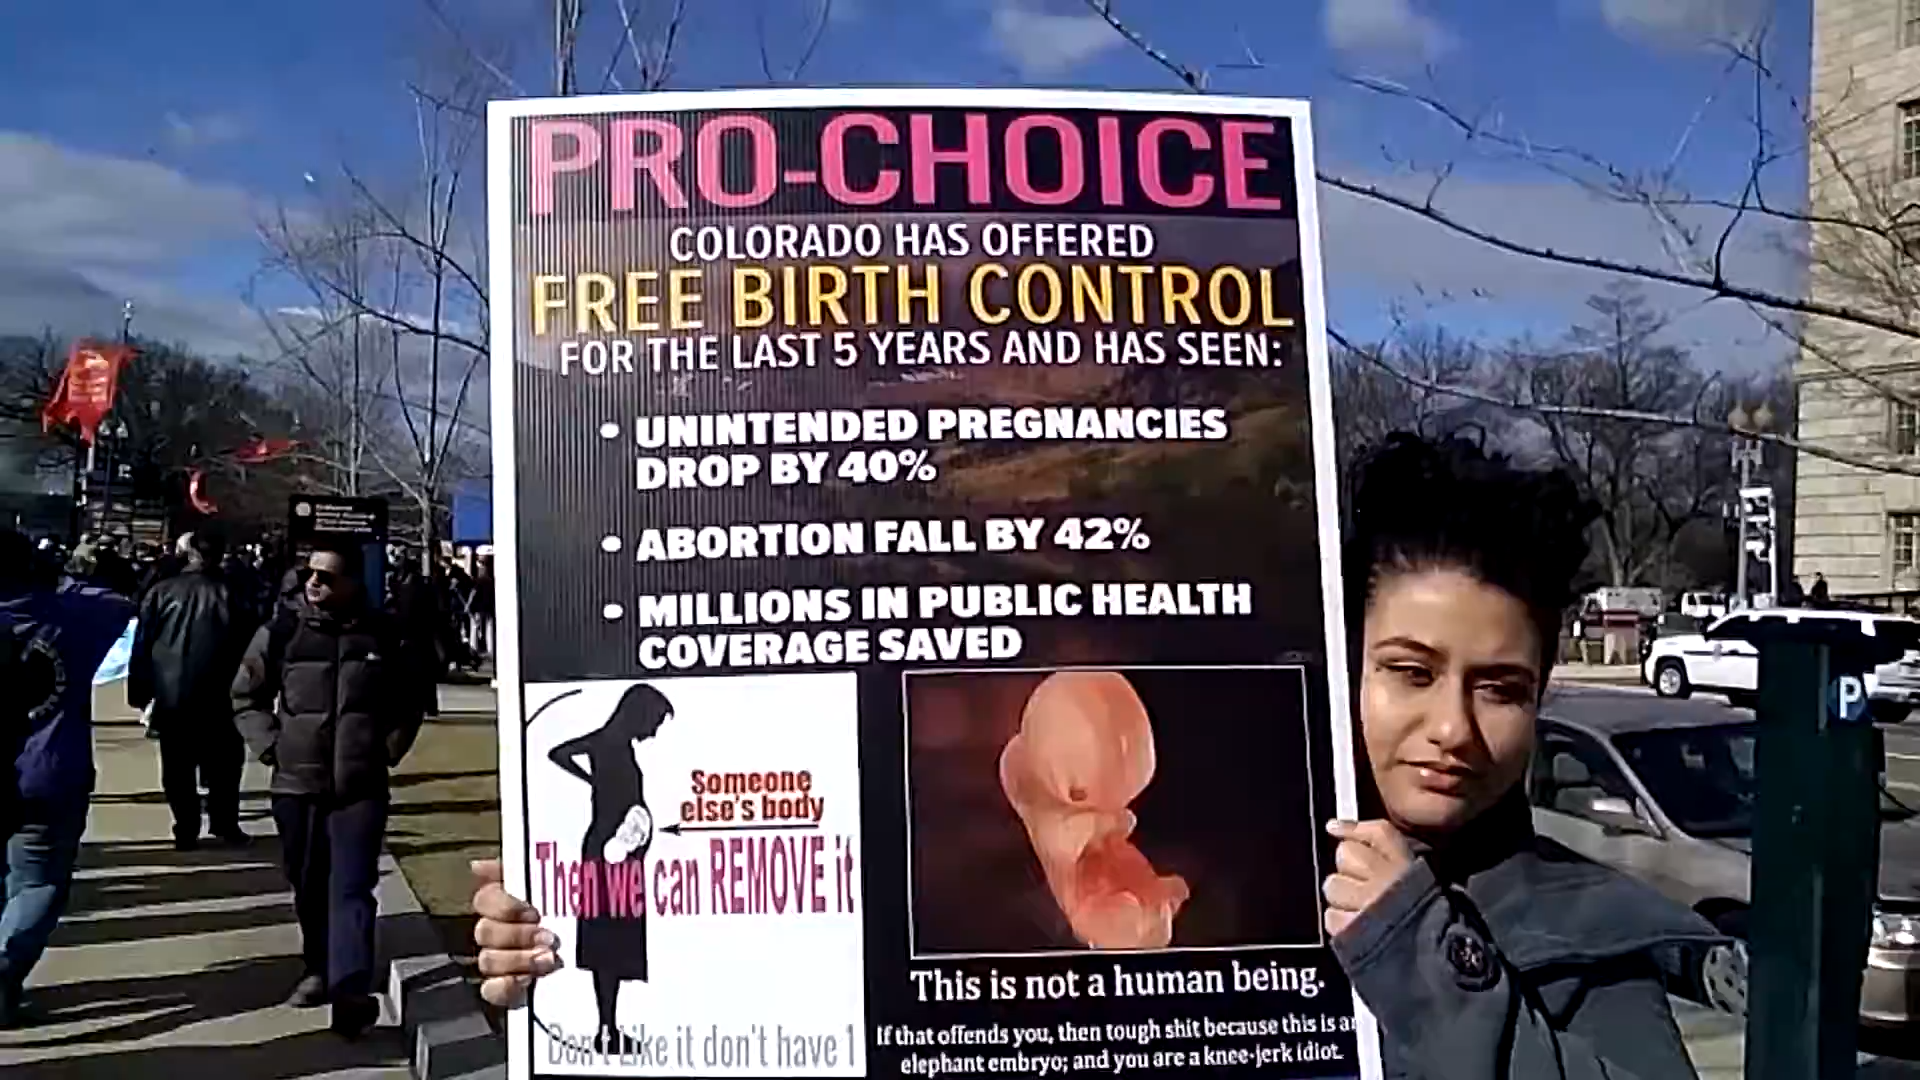 PRO-CHOICE
COLORADO HAS OFFERED
FREE BIRTH CONTROL
FOR THE LAST 5 YEARS AND HAS SEEN:
• UNINTENDED PREGNANCIES
DROP BY 40%
• ABORTION FALL BY 42%
• MILLIONS IN PUBLIC HEALTH
COVERAGE SAVED
Someone
else's body
Then we can REMOVE it
Don't Like it don't have 1
This is not a human being.
If that offends you, then tough shit because this is an
elephant embryo; and you are a knee-jerk idiot.
P